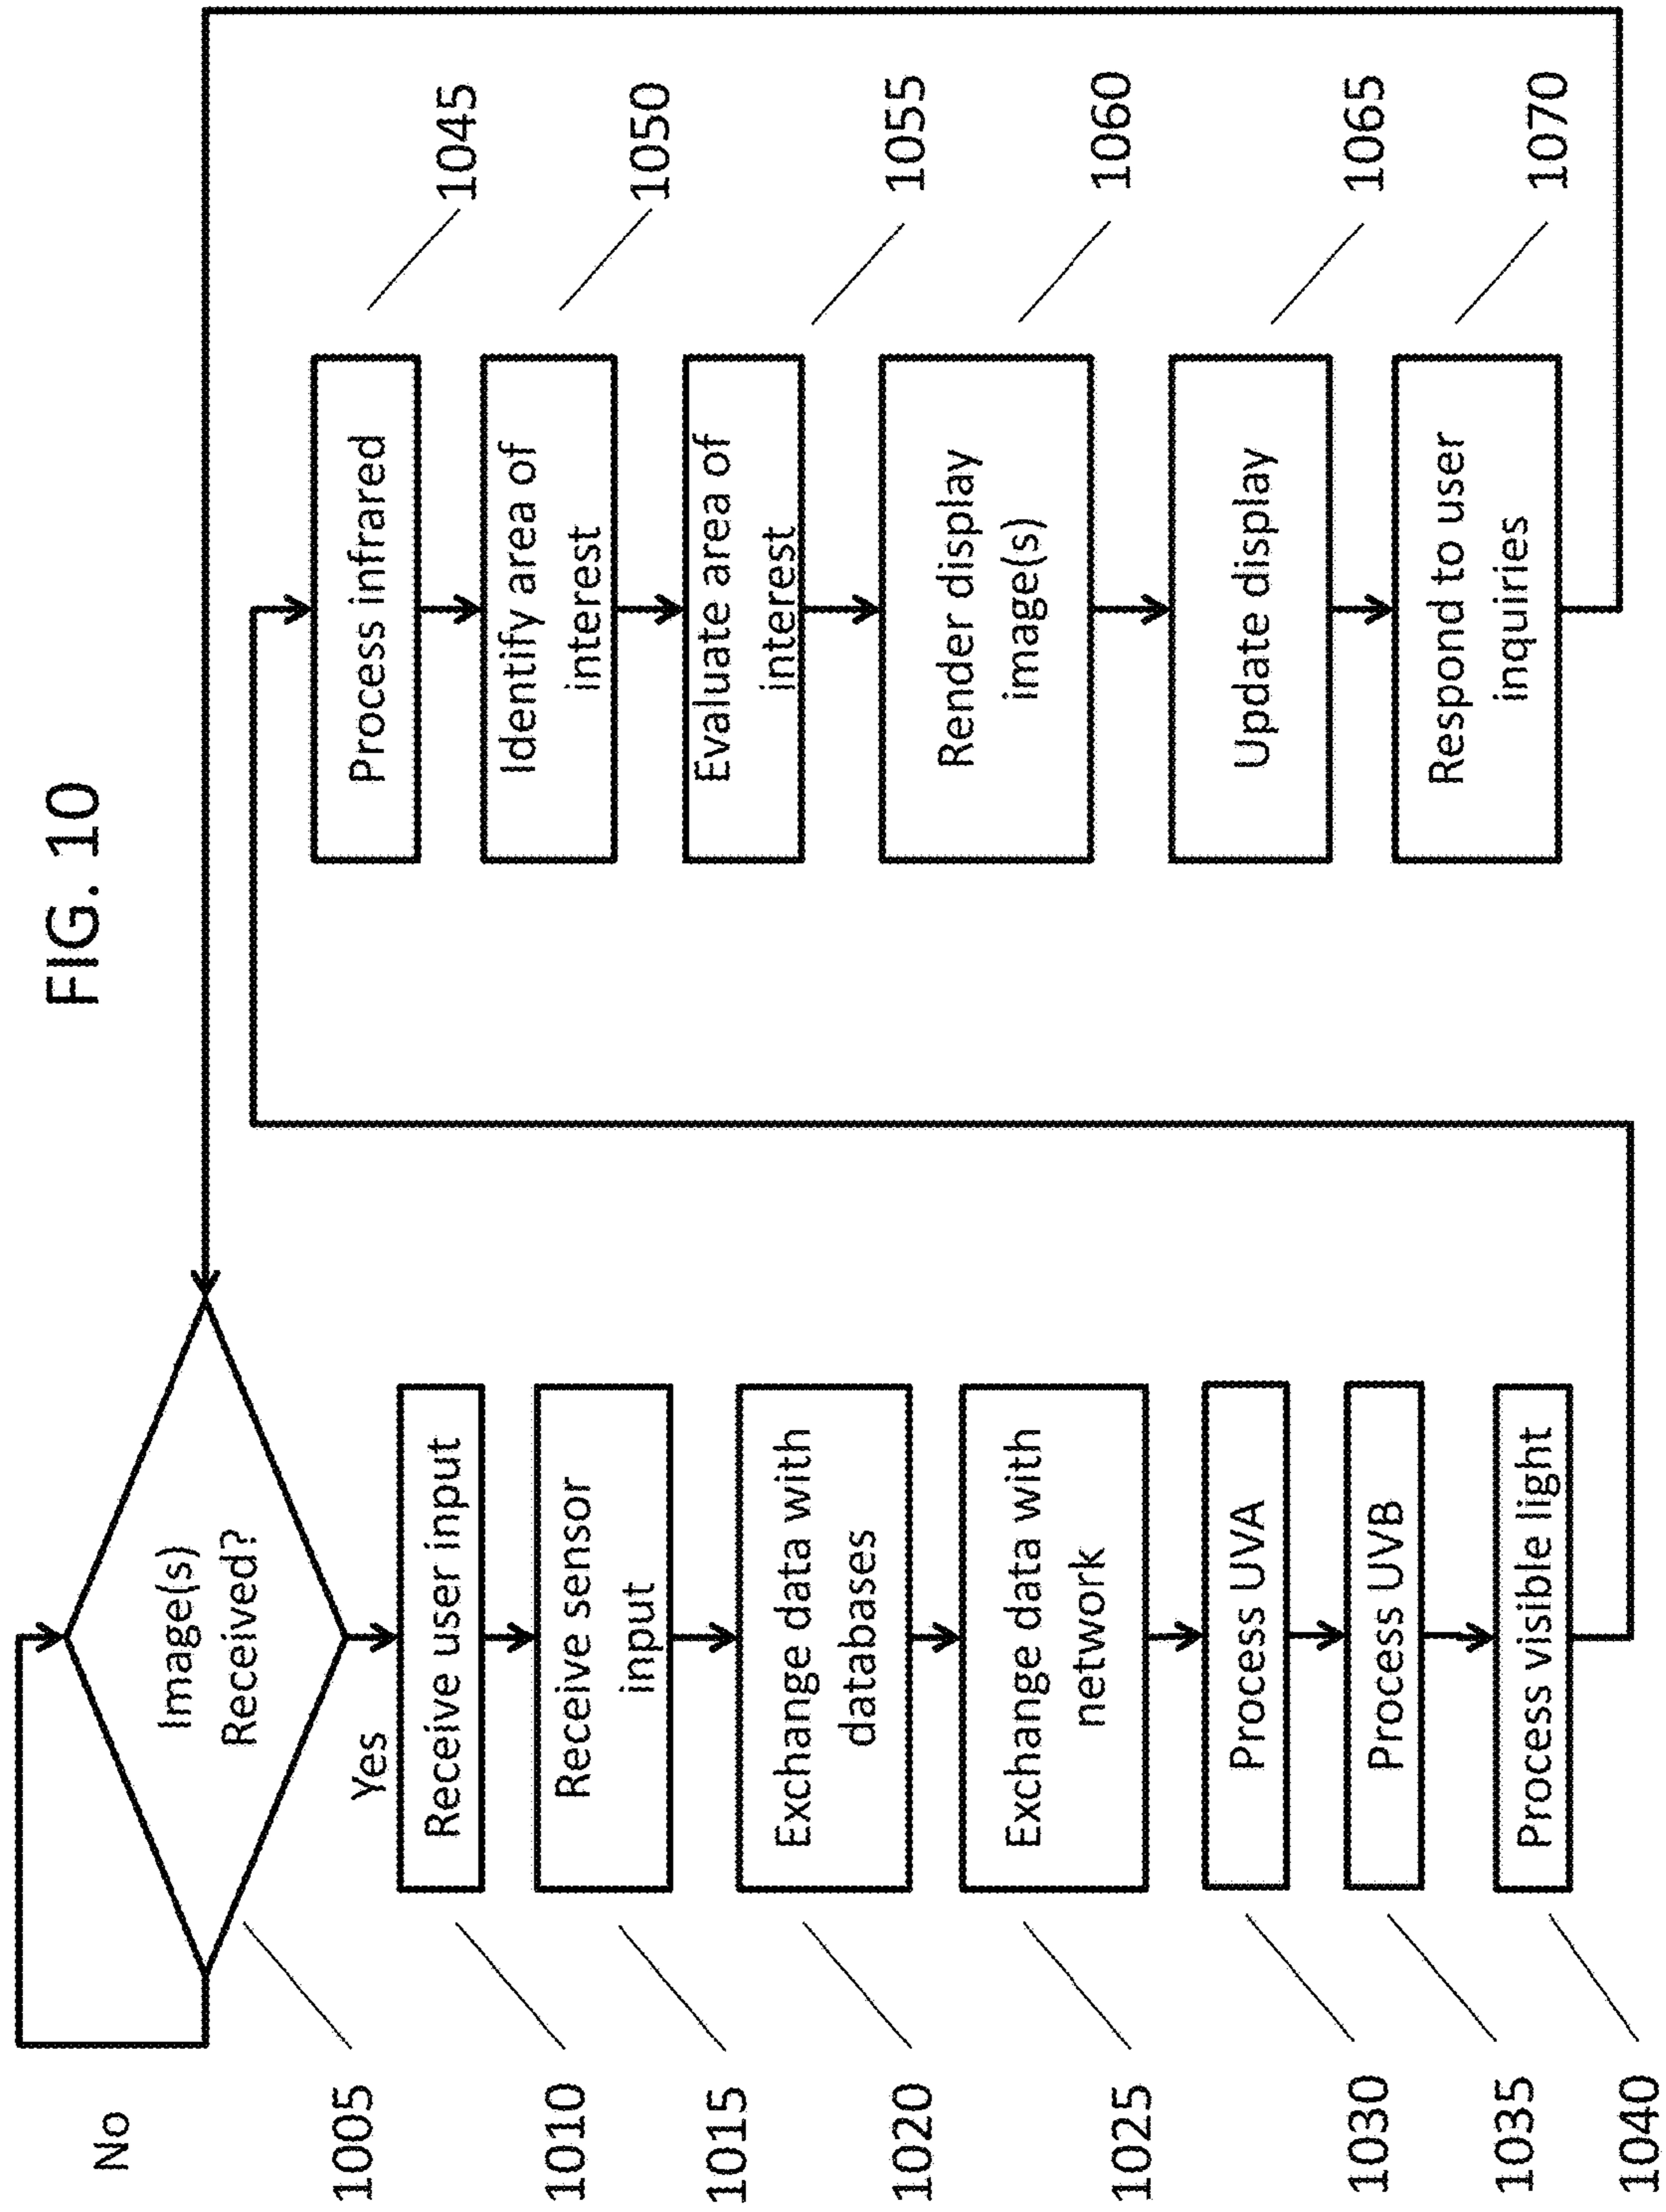 FIG. 10
No
Image(s)
Received?
1005
Yes
Receive user input
1010
Receive sensor
input
1015
Exchange data with
databases
1020
Exchange data with
network
1025
Process UVA
1030
Process UVB
1035
Process visible light
1040
Process infrared
1045
Identify area of
interest
1050
Evaluate area of
interest
1055
Render display
image(s)
1060
Update display
1065
Respond to user
inquiries
1070